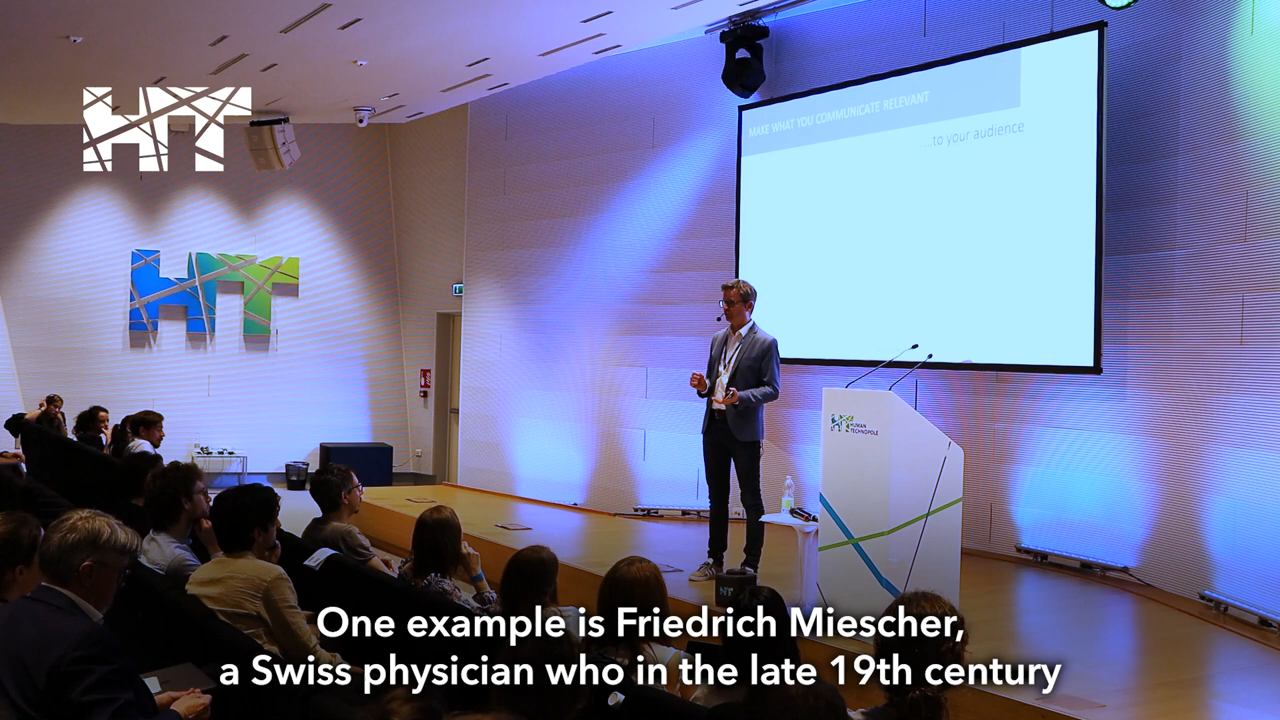 HT
MAKE WHAT YOU COMMUNICATE RELEVANT
....to your audience
HT
HT HUMAN
TECHNOPOLE
HT
One example is Friedrich Miescher,
a Swiss physician who in the late 19th century